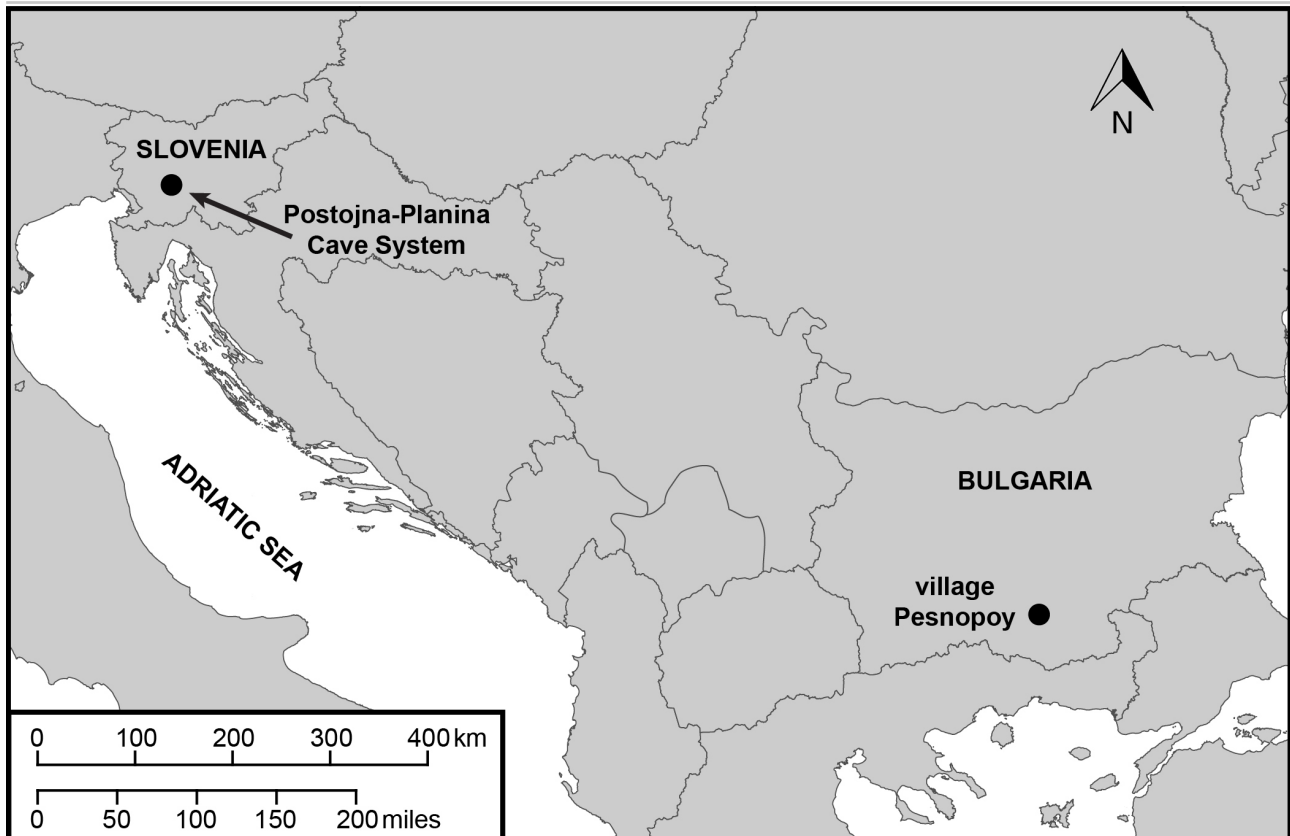 N
SLOVENIA
Postojna-Planina
Cave System
ADRIATIC SEA
BULGARIA
village
Pesnopoy
0 100 200 300 400 km
0 50 100 150 200 miles